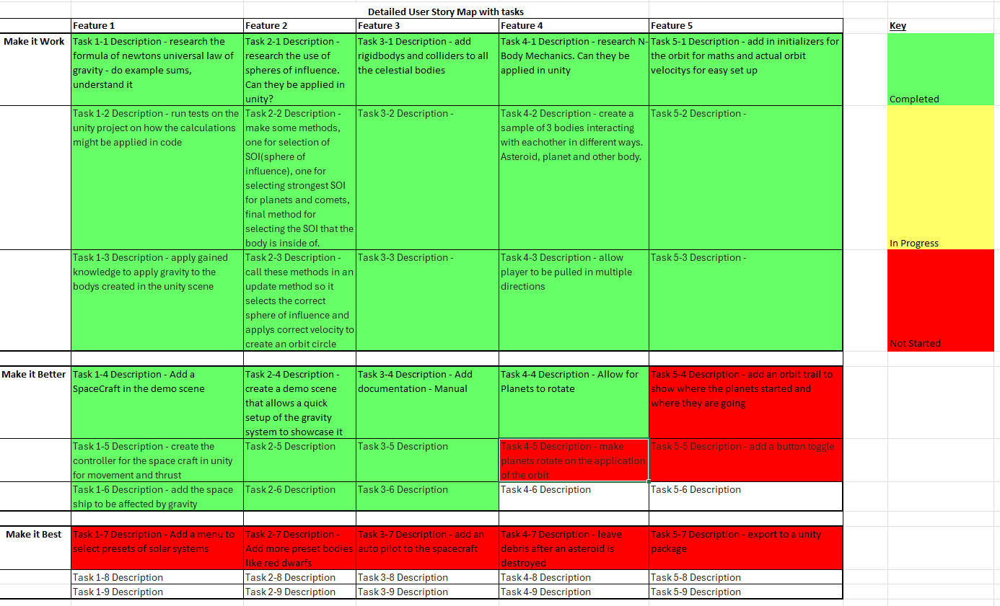 Detailed User Story Map with tasks
Feature 1
Feature 2
Feature 3
Feature 4
Feature 5
Key
Make it Work
Task 1-1 Description - research the
formula of newtons universal law of
gravity - do example sums,
understand it
Task 2-1 Description -
research the use of
spheres of influence.
Can they be applied in
unity?
Task 3-1 Description - add
rigidbodys and colliders to all
the celestial bodies
Task 4-1 Description - research N-
Body Mechanics. Can they be
applied in unity
Task 5-1 Description - add in initializers for
the orbit for maths and actual orbit
velocitys for easy set up
Completed
Task 1-2 Description - run tests on the
unity project on how the calculations
might be applied in code
Task 2-2 Description -
make some methods,
one for selection of
SOI(sphere of
influence), one for
selecting strongest SOI
for planets and comets,
final method for
selecting the SOI that the
body is inside of.
Task 3-2 Description -
Task 4-2 Description - create a
sample of 3 bodies interacting
with eachother in different ways.
Asteroid, planet and other body.
Task 5-2 Description -
In Progress
Task 1-3 Description - apply gained
knowledge to apply gravity to the
bodys created in the unity scene
Task 2-3 Description -
call these methods in an
update method so it
selects the correct
sphere of influence and
applys correct velocity to
create an orbit circle
Task 3-3 Description -
Task 4-3 Description - allow
player to be pulled in multiple
directions
Task 5-3 Description -
Not Started
Make it Better
Task 1-4 Description - Add a
SpaceCraft in the demo scene
Task 2-4 Description -
create a demo scene
that allows a quick
setup of the gravity
system to showcase it
Task 3-4 Description - Add
documentation - Manual
Task 4-4 Description - Allow for
Planets to rotate
Task 5-4 Description - add an orbit trail to
show where the planets started and
where they are going
Task 1-5 Description - create the
controller for the space craft in unity
for movement and thrust
Task 2-5 Description
Task 3-5 Description
Task 4-5 Description - make
planets rotate on the application
of the orbit
Task 5-5 Description - add a button toggle
Task 1-6 Description - add the space
ship to be affected by gravity
Task 2-6 Description
Task 3-6 Description
Task 4-6 Description
Task 5-6 Description
Make it Best
Task 1-7 Description - Add a menu to
select presets of solar systems
Task 2-7 Description -
Add more preset bodies
like red dwarfs
Task 3-7 Description - add an
auto pilot to the spacecraft
Task 4-7 Description - leave
debris after an asteroid is
destroyed
Task 5-7 Description - export to a unity
package
Task 1-8 Description
Task 2-8 Description
Task 3-8 Description
Task 4-8 Description
Task 5-8 Description
Task 1-9 Description
Task 2-9 Description
Task 3-9 Description
Task 4-9 Description
Task 5-9 Description